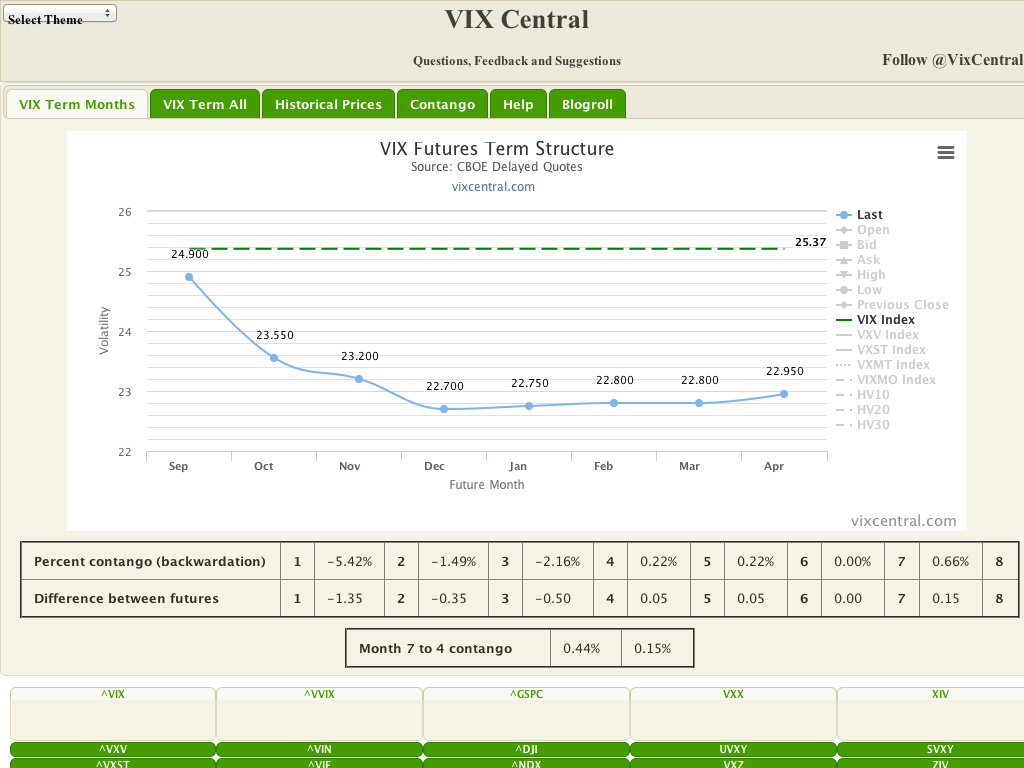 Select Theme
VIX Central
Questions, Feedback and Suggestions
Follow @VixCentral
VIX Term Months VIX Term All Historical Prices Contango Help Blogroll
VIX Futures Term Structure
Source: CBOE Delayed Quotes
vixcentral.com
26
25
24
23
22
Volatility
24.900
23.550
23.200
22.700
22.750
22.800
22.800
22.950
25.37
Sep Oct Nov Dec Jan Feb Mar Apr
Future Month
Last
Open
Bid
Ask
High
Low
Previous Close
VIX Index
VXV Index
VXST Index
VXMT Index
VIXMO Index
HV10
HV20
HV30
vixcentral.com
Percent contango (backwardation) 1 -5.42% 2 -1.49% 3 -2.16% 4 0.22% 5 0.22% 6 0.00% 7 0.66% 8
Difference between futures 1 -1.35 2 -0.35 3 -0.50 4 0.05 5 0.05 6 0.00 7 0.15 8
Month 7 to 4 contango 0.44% 0.15%
^VIX ^VVIX ^GSPC VXX XIV
^VXV ^VIN ^DJI UVXY SVXY
^VXST ^VIF ^NDX VXZ ZIV